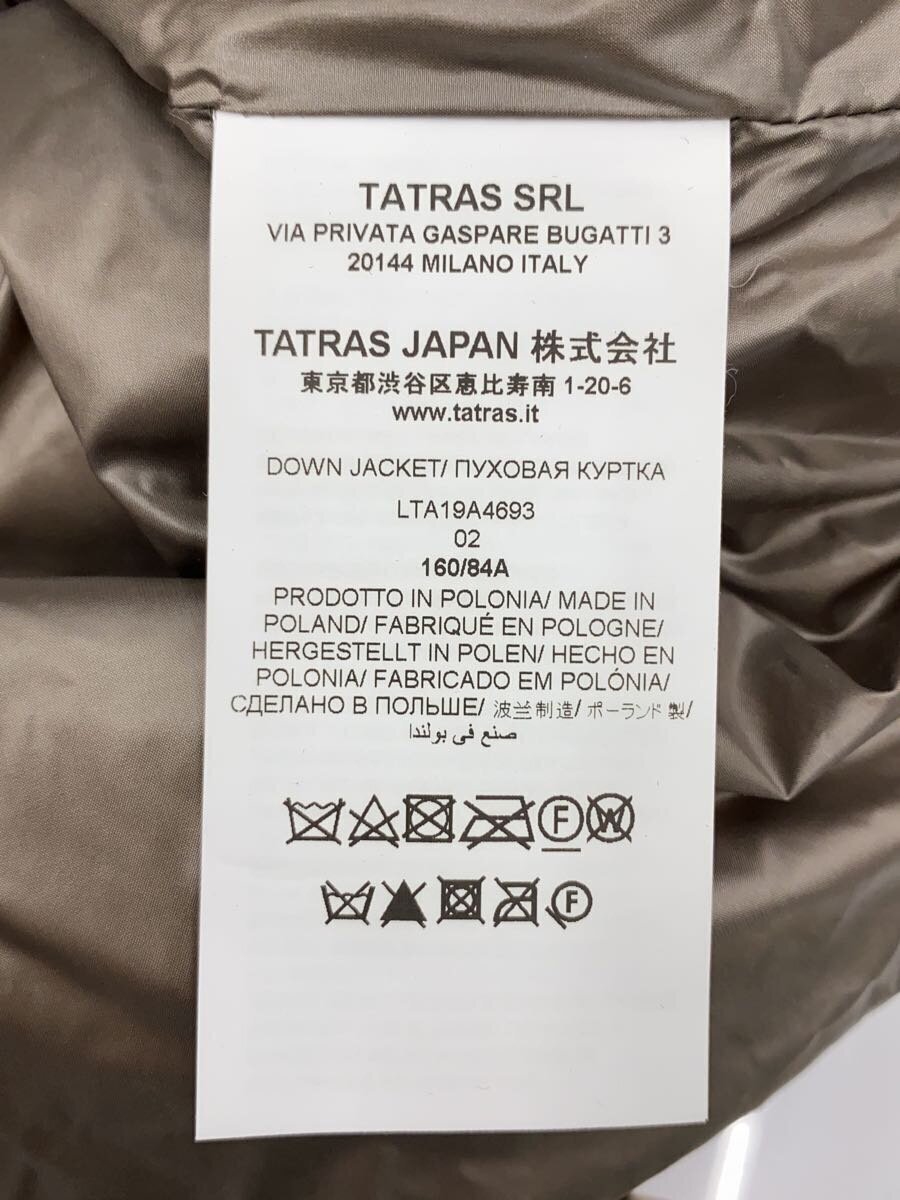 TATRAS SRL
VIA PRIVATA GASPARE BUGATTI 3
20144 MILANO ITALY
TATRAS JAPAN 株式会社
東京都渋谷区恵比寿南 1-20-6
www.tatras.it
DOWN JACKET/ ПУХОВАЯ КУРТКА
LTA19A4693
02
160/84A
PRODOTTO IN POLONIA/ MADE IN
POLAND/ FABRIQUÉ EN POLOGNE/
HERGESTELLT IN POLEN/ HECHO EN
POLONIA/ FABRICADO EM POLÓNIA/
СДЕЛАНО В ПОЛЬШЕ/ 波兰制造/ ポーランド製/
صنع في بولندا
F W
F